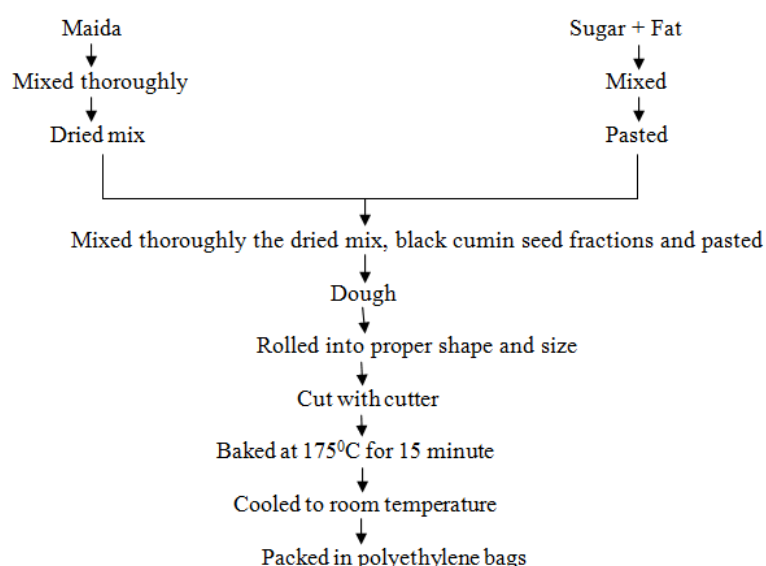 Maida
Sugar + Fat
Mixed thoroughly
Mixed
Dried mix
Pasted
Mixed thoroughly the dried mix, black cumin seed fractions and pasted
Dough
Rolled into proper shape and size
Cut with cutter
Baked at 175⁰C for 15 minute
Cooled to room temperature
Packed in polyethylene bags